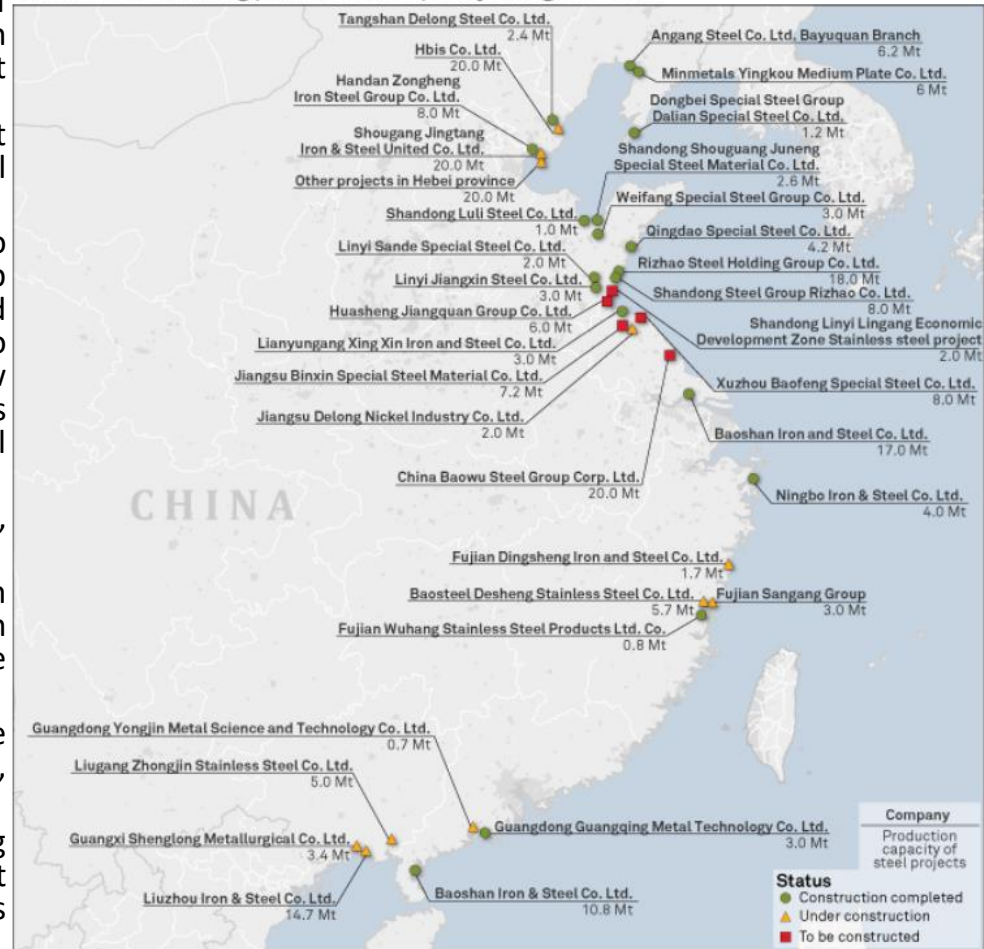 Tangshan Delong Steel Co. Ltd.
2.4 Mt
Hbis Co. Ltd.
20.0 Mt
Handan Zongheng
Iron Steel Group Co. Ltd.
8.0 Mt
Shougang Jingtang
Iron & Steel United Co. Ltd.
20.0 Mt
Other projects in Hebei province
20.0 Mt
Angang Steel Co. Ltd. Bayuquan Branch
6.2 Mt
Minmetals Yingkou Medium Plate Co. Ltd.
6 Mt
Dongbei Special Steel Group
Dalian Special Steel Co. Ltd.
1.2 Mt
Shandong Shouguang Juneng
Special Steel Material Co. Ltd.
2.6 Mt
Weifang Special Steel Group Co. Ltd.
3.0 Mt
Shandong Luli Steel Co. Ltd.
1.0 Mt
Qingdao Special Steel Co. Ltd.
4.2 Mt
Linyi Sande Special Steel Co. Ltd.
2.0 Mt
Rizhao Steel Holding Group Co. Ltd.
18.0 Mt
Linyi Jiangxin Steel Co. Ltd.
3.0 Mt
Shandong Steel Group Rizhao Co. Ltd.
8.0 Mt
Huasheng Jiangquan Group Co. Ltd.
6.0 Mt
Shandong Linyi Lingang Economic
Development Zone Stainless steel project
2.0 Mt
Lianyungang Xing Xin Iron and Steel Co. Ltd.
3.0 Mt
Jiangsu Binxin Special Steel Material Co. Ltd.
7.2 Mt
Xuzhou Baofeng Special Steel Co. Ltd.
8.0 Mt
Jiangsu Delong Nickel Industry Co. Ltd.
2.0 Mt
Baoshan Iron and Steel Co. Ltd.
17.0 Mt
China Baowu Steel Group Corp. Ltd.
20.0 Mt
CHINA
Ningbo Iron & Steel Co. Ltd.
4.0 Mt
Fujian Dingsheng Iron and Steel Co. Ltd.
1.7 Mt
Baosteel Desheng Stainless Steel Co. Ltd.
5.7 Mt
Fujian Sangang Group
3.0 Mt
Fujian Wuhang Stainless Steel Products Ltd. Co.
0.8 Mt
Guangdong Yongjin Metal Science and Technology Co. Ltd.
0.7 Mt
Liugang Zhongjin Stainless Steel Co. Ltd.
5.0 Mt
Guangdong Guangqing Metal Technology Co. Ltd.
3.0 Mt
Guangxi Shenglong Metallurgical Co. Ltd.
3.4 Mt
Liuzhou Iron & Steel Co. Ltd.
14.7 Mt
Baoshan Iron & Steel Co. Ltd.
10.8 Mt
Company
Production
capacity of
steel projects
Status
Construction completed
Under construction
To be constructed